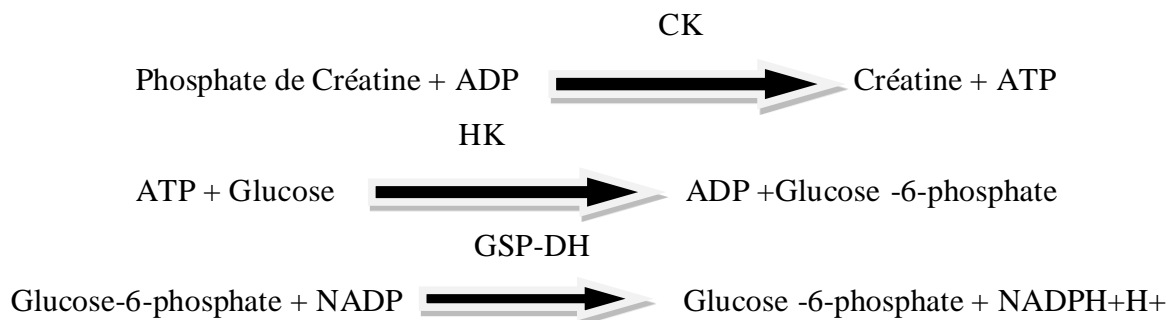 CK
Phosphate de Créatine + ADP Créatine + ATP
HK
ATP + Glucose ADP +Glucose -6-phosphate
GSP-DH
Glucose-6-phosphate + NADP Glucose -6-phosphate + NADPH+H+